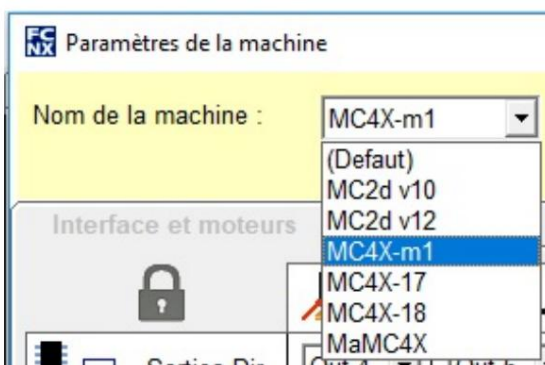 FC
NX Paramètres de la machine
Nom de la machine :
MC4X-m1
(Defaut)
MC2d v10
MC2d v12
Interface et moteurs
MC4X-m1
MC4X-17
MC4X-18
MaMC4X